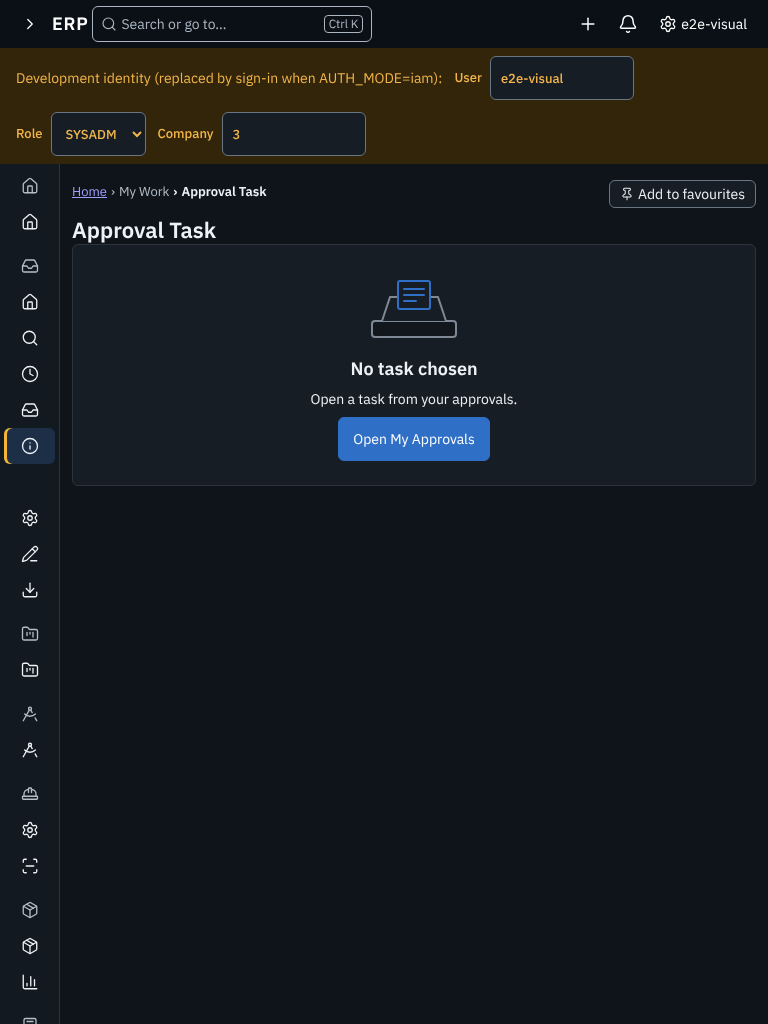 ERP Search or go to... Ctrl K e2e-visual
Development identity (replaced by sign-in when AUTH_MODE=iam): User e2e-visual
Role SYSADM Company 3
Home › My Work › Approval Task Add to favourites
Approval Task
No task chosen
Open a task from your approvals.
Open My Approvals